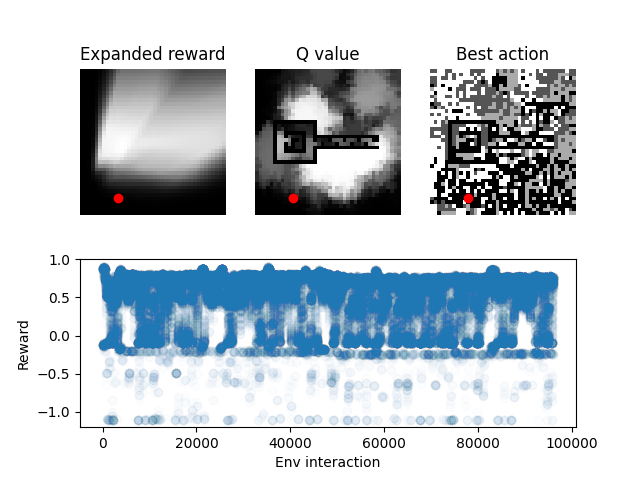 Expanded reward
Q value
Best action
1.0
0.5
0.0
−0.5
−1.0
Reward
0
20000
40000
60000
80000
100000
Env interaction